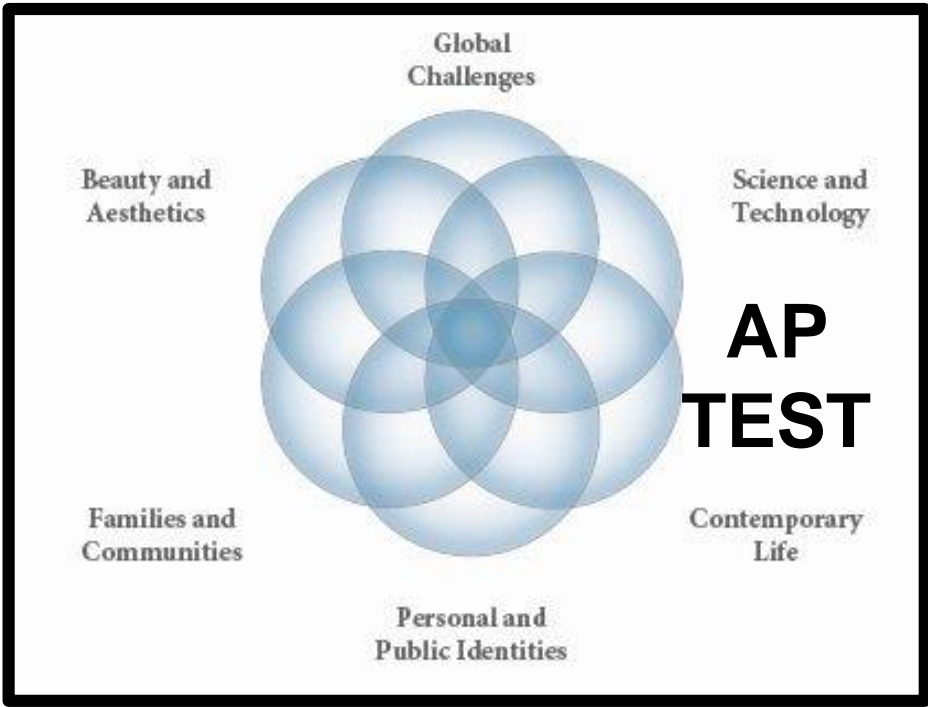 Global
Challenges
Beauty and
Aesthetics
Science and
Technology
AP
TEST
Families and
Communities
Contemporary
Life
Personal and
Public Identities